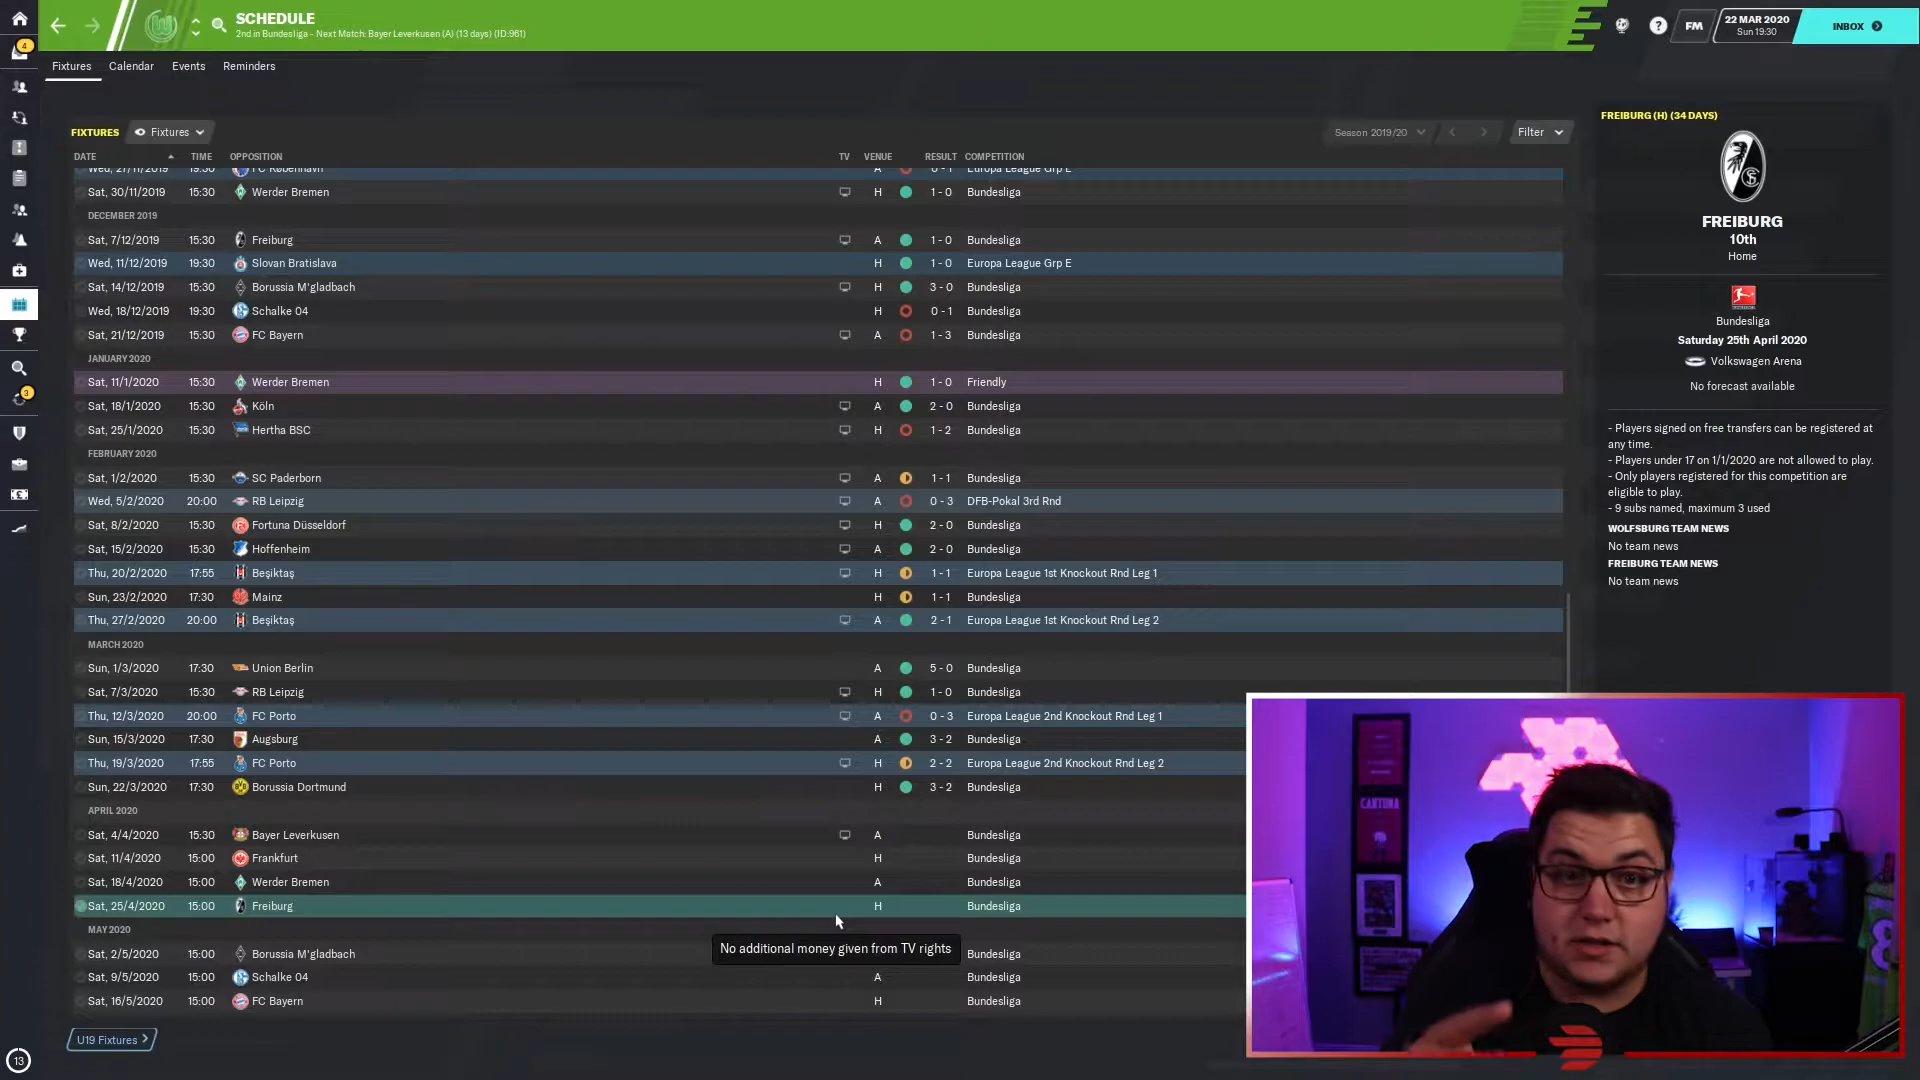 SCHEDULE
2nd in Bundesliga - Next Match: Bayer Leverkusen (A) (13 days) (ID:961)
FM
22 MAR 2020
Sun 19:30
INBOX
4
Fixtures Calendar Events Reminders
FIXTURES Fixtures
Season 2019/20
Filter
DATE TIME OPPOSITION TV VENUE RESULT COMPETITION
Wed, 27/11/2019 19:30 FC København A 0 - 1 Europa League Grp E
Sat, 30/11/2019 15:30 Werder Bremen H 1 - 0 Bundesliga
DECEMBER 2019
Sat, 7/12/2019 15:30 Freiburg A 1 - 0 Bundesliga
Wed, 11/12/2019 19:30 Slovan Bratislava H 1 - 0 Europa League Grp E
Sat, 14/12/2019 15:30 Borussia M'gladbach H 3 - 0 Bundesliga
Wed, 18/12/2019 19:30 Schalke 04 H 0 - 1 Bundesliga
Sat, 21/12/2019 15:30 FC Bayern A 1 - 3 Bundesliga
JANUARY 2020
Sat, 11/1/2020 15:30 Werder Bremen H 1 - 0 Friendly
3
Sat, 18/1/2020 15:30 Köln A 2 - 0 Bundesliga
Sat, 25/1/2020 15:30 Hertha BSC H 1 - 2 Bundesliga
FEBRUARY 2020
Sat, 1/2/2020 15:30 SC Paderborn A 1 - 1 Bundesliga
Wed, 5/2/2020 20:00 RB Leipzig A 0 - 3 DFB-Pokal 3rd Rnd
Sat, 8/2/2020 15:30 Fortuna Düsseldorf H 2 - 0 Bundesliga
Sat, 15/2/2020 15:30 Hoffenheim A 2 - 0 Bundesliga
Thu, 20/2/2020 17:55 Beşiktaş H 1 - 1 Europa League 1st Knockout Rnd Leg 1
Sun, 23/2/2020 17:30 Mainz H 1 - 1 Bundesliga
Thu, 27/2/2020 20:00 Beşiktaş A 2 - 1 Europa League 1st Knockout Rnd Leg 2
MARCH 2020
Sun, 1/3/2020 17:30 Union Berlin A 5 - 0 Bundesliga
Sat, 7/3/2020 15:30 RB Leipzig H 1 - 0 Bundesliga
Thu, 12/3/2020 20:00 FC Porto A 0 - 3 Europa League 2nd Knockout Rnd Leg 1
Sun, 15/3/2020 17:30 Augsburg A 3 - 2 Bundesliga
Thu, 19/3/2020 17:55 FC Porto H 2 - 2 Europa League 2nd Knockout Rnd Leg 2
Sun, 22/3/2020 17:30 Borussia Dortmund H 3 - 2 Bundesliga
APRIL 2020
Sat, 4/4/2020 15:30 Bayer Leverkusen A Bundesliga
Sat, 11/4/2020 15:00 Frankfurt H Bundesliga
Sat, 18/4/2020 15:00 Werder Bremen A Bundesliga
Sat, 25/4/2020 15:00 Freiburg H Bundesliga
MAY 2020
No additional money given from TV rights
Sat, 2/5/2020 15:00 Borussia M'gladbach Bundesliga
Sat, 9/5/2020 15:00 Schalke 04 A Bundesliga
Sat, 16/5/2020 15:00 FC Bayern H Bundesliga
U19 Fixtures
13
FREIBURG (H) (34 DAYS)
FREIBURG
10th
Home
Bundesliga
Saturday 25th April 2020
Volkswagen Arena
No forecast available
- Players signed on free transfers can be registered at
any time.
- Players under 17 on 1/1/2020 are not allowed to play.
- Only players registered for this competition are
eligible to play.
- 9 subs named, maximum 3 used
WOLFSBURG TEAM NEWS
No team news
FREIBURG TEAM NEWS
No team news
CANTONA